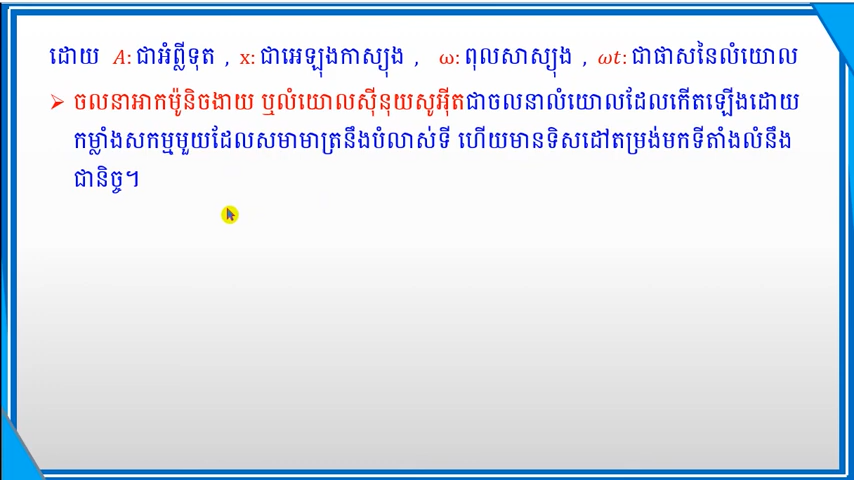 ដោយ A: ជាអំព្លីទុត , x: ជាអេឡុងកាស្យុង , ω: ពុលសាស្យុង , ωt: ជាផាសនៃលំយោល
➢ ចលនាអាកម៉ូនិចងាយ ឬលំយោលស៊ីនុយសូអ៊ីតជាចលនាលំយោលដែលកើតឡើងដោយ
កម្លាំងសកម្មមួយដែលសមាមាត្រនឹងបំលាស់ទី ហើយមានទិសដៅតម្រង់មកទីតាំងលំនឹង
ជានិច្ច។